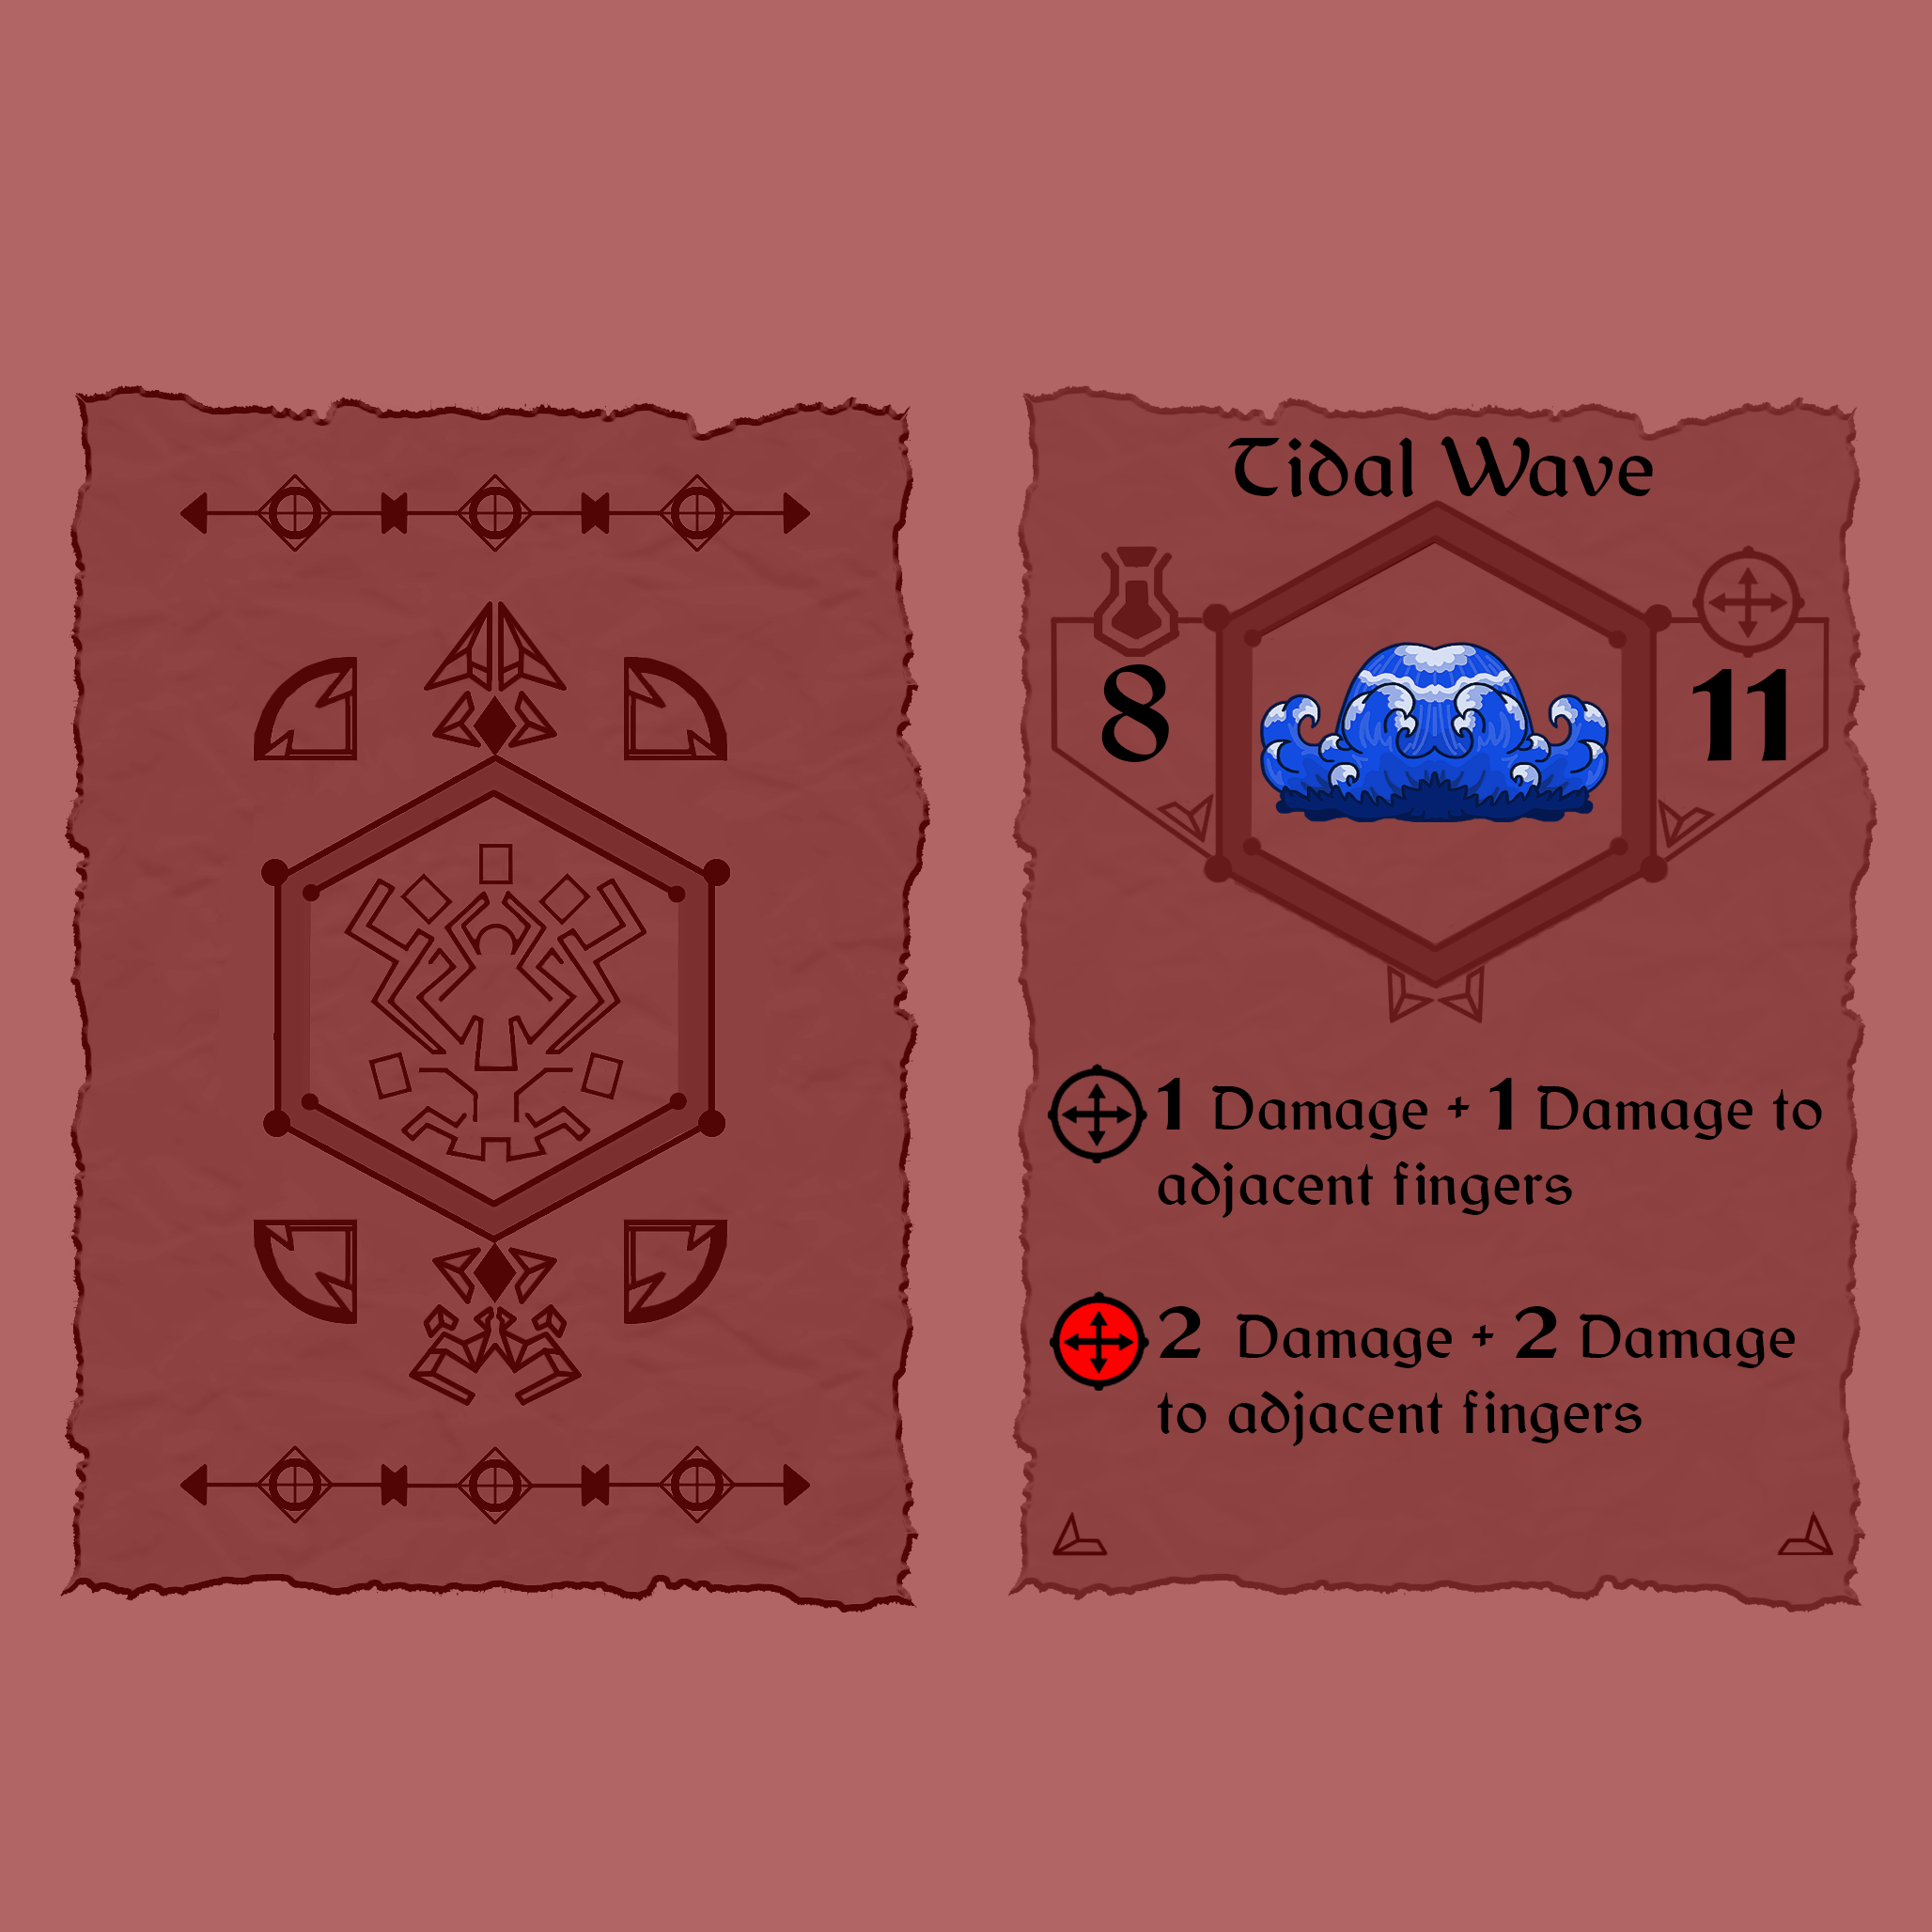 Tidal Wave
8
11
1 Damage + 1 Damage to
adjacent fingers
2 Damage + 2 Damage
to adjacent fingers